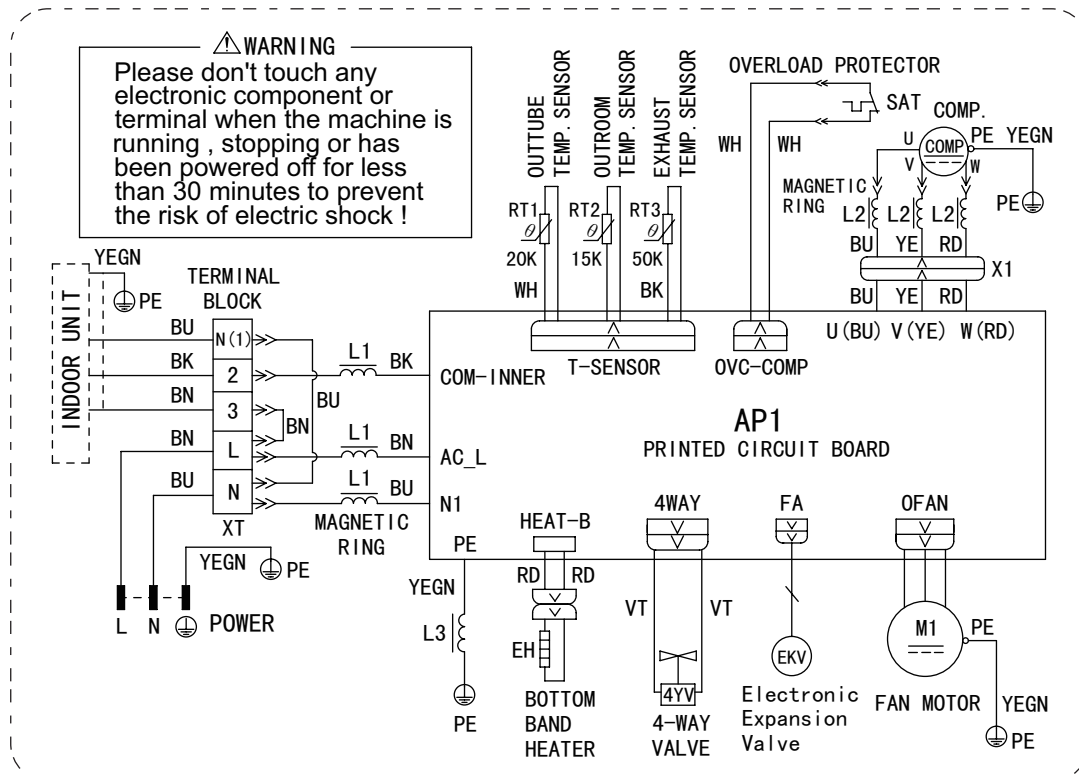 WARNING
Please don't touch any
electronic component or
terminal when the machine is
running , stopping or has
been powered off for less
than 30 minutes to prevent
the risk of electric shock !
OUTTUBE
TEMP. SENSOR
OUTROOM
TEMP. SENSOR
EXHAUST
TEMP. SENSOR
OVERLOAD PROTECTOR
SAT
WH
WH
COMP.
U
COMP
PE
YEGN
V
W
PE
MAGNETIC
RING
L2
L2
L2
BU
YE
RD
X1
BU
YE
RD
RT1
θ
20K
RT2
θ
15K
RT3
θ
50K
WH
BK
YEGN
PE
TERMINAL
BLOCK
INDOOR UNIT
BU
N(1)
BK
2
L1
BK
COM-INNER
BN
3
BU
BN
BN
L
L1
BN
AC_L
BU
N
L1
BU
N1
XT
MAGNETIC
RING
YEGN
PE
L
N
POWER
T-SENSOR
OVC-COMP
U(BU)
V(YE)
W(RD)
AP1
PRINTED CIRCUIT BOARD
PE
HEAT-B
4WAY
FA
OFAN
YEGN
L3
PE
RD
RD
EH
BOTTOM
BAND
HEATER
VT
VT
4YV
4-WAY
VALVE
EKV
Electronic
Expansion
Valve
M1
PE
FAN MOTOR
YEGN
PE